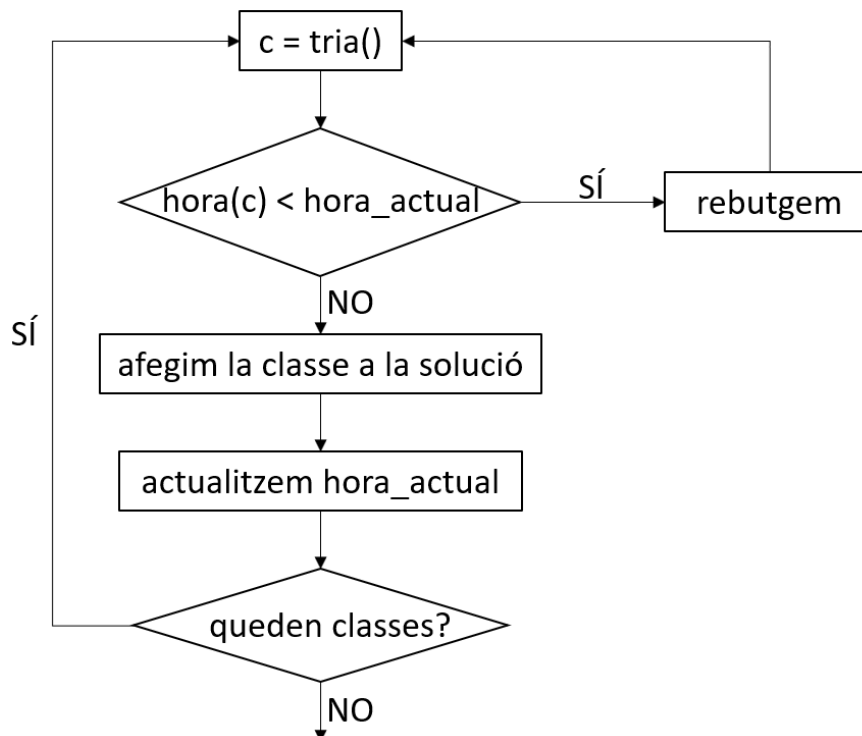 c = tria()
hora(c) < hora_actual
SÍ
rebutgem
NO
SÍ
afegim la classe a la solució
actualitzem hora_actual
queden classes?
NO